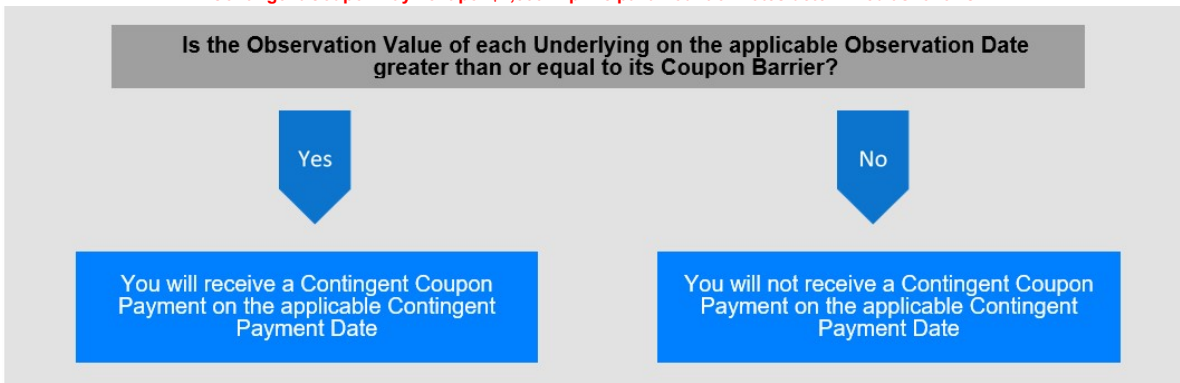 Is the Observation Value of each Underlying on the applicable Observation Date
greater than or equal to its Coupon Barrier?
Yes
No
You will receive a Contingent Coupon
Payment on the applicable Contingent
Payment Date
You will not receive a Contingent Coupon
Payment on the applicable Contingent
Payment Date